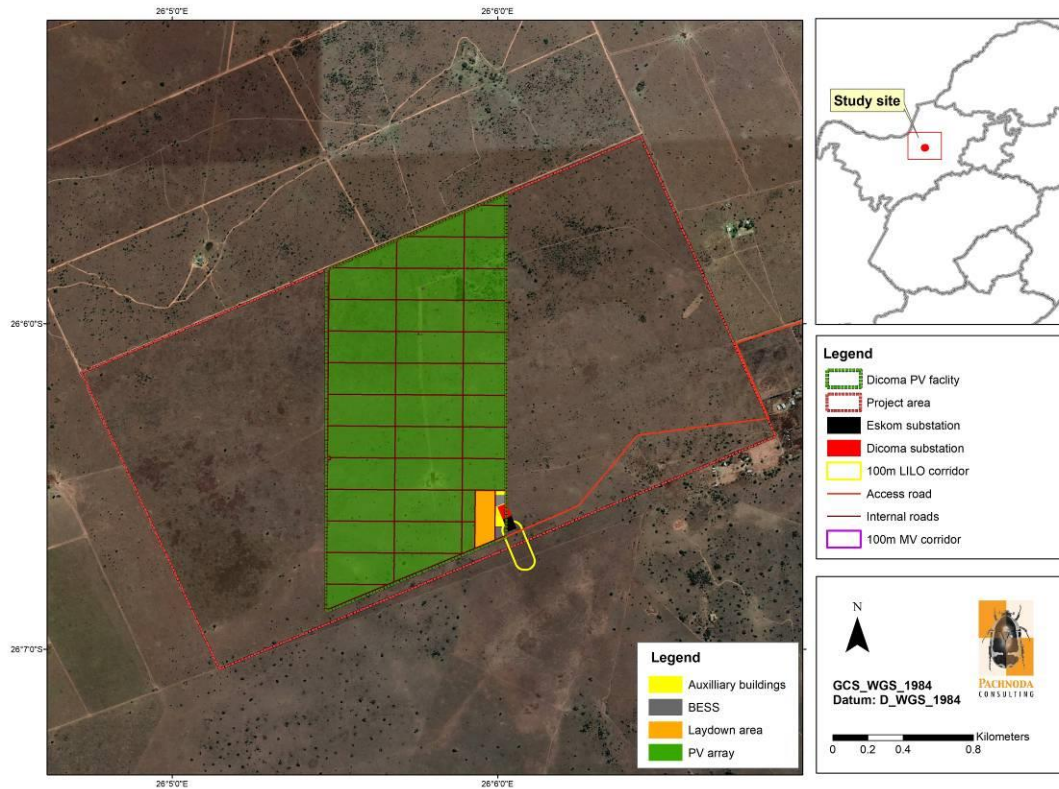 26°5'0"E
26°6'0"E
26°6'0"S
26°7'0"S
26°5'0"E
26°6'0"E
Legend
Auxilliary buildings
BESS
Laydown area
PV array
Study site
Legend
Dicoma PV faclity
Project area
Eskom substation
Dicoma substation
100m LILO corridor
Access road
Internal roads
100m MV corridor
N
GCS_WGS_1984
Datum: D_WGS_1984
PACHNODA
CONSULTING
Kilometers
0 0.2 0.4 0.8